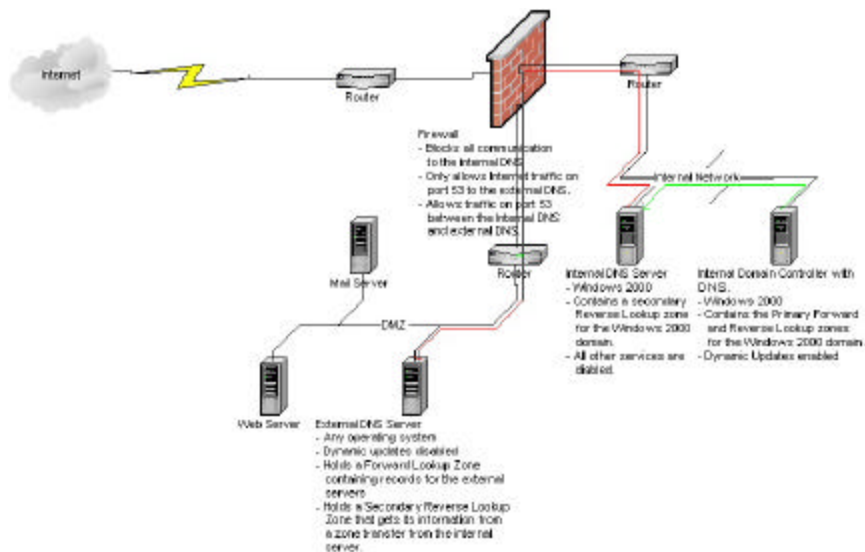 Internet
Router
Router
Firewall
- Blocks all communication
to the Internal DNS
- Only allows Internet traffic on
port 53 to the external DNS.
- Allows traffic on port 53
between the Internal DNS
and external DNS.
Internal Network
Router
Mail Server
DMZ
Web Server
External DNS Server
- Any operating system
- Dynamic updates disabled
- Holds a Forward Lookup Zone
containing records for the external
servers
- Holds a Secondary Reverse Lookup
Zone that gets its information from
a zone transfer from the internal
server.
Internal DNS Server
- Windows 2000
- Contains a secondary
Reverse Lookup zone
for the Windows 2000
domain.
- All other services are
disabled.
Internal Domain Controller with
DNS.
- Windows 2000
- Contains the Primary Forward
and Reverse Lookup zones
for the Windows 2000 domain
- Dynamic Updates enabled